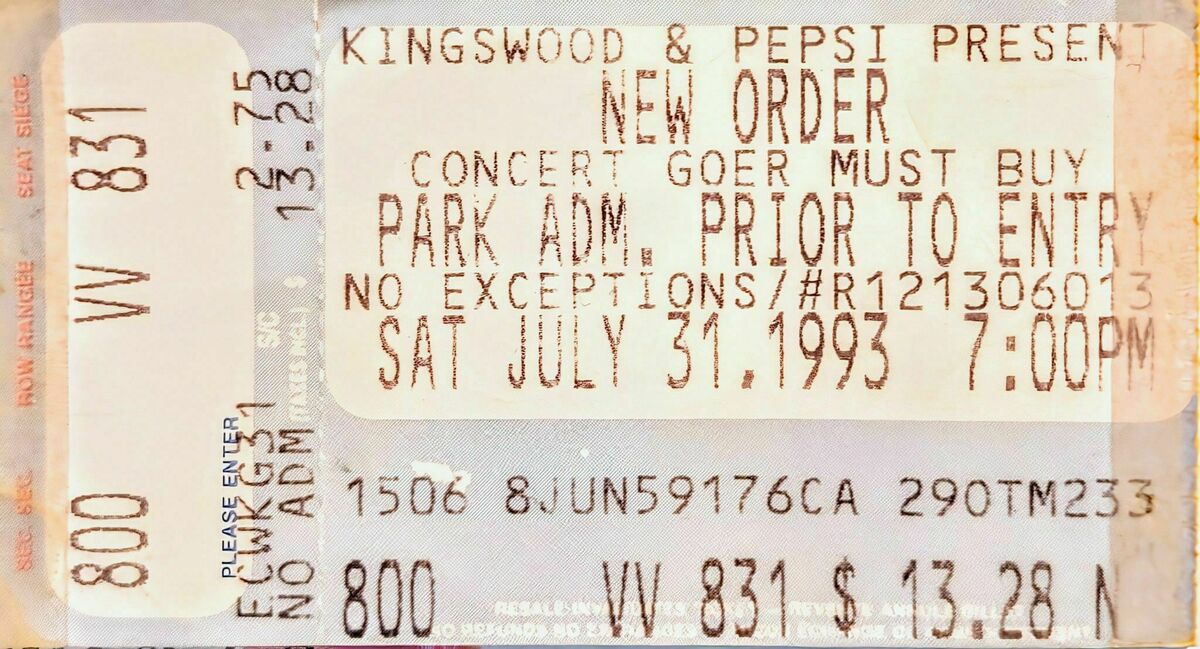 SEC. SEC. ROW RANGÉE SEAT SIÈGE
800 VV 831
PLEASE ENTER
ECWKG31 S/C 2.75
NO ADM 13.28
KINGSWOOD & PEPSI PRESENT
NEW ORDER
CONCERT GOER MUST BUY
PARK ADM. PRIOR TO ENTRY
NO EXCEPTIONS/#R121306013
SAT JULY 31,1993 7:00PM
1506 8JUN59176CA 290TM233
800 VV 831 $ 13.28 N